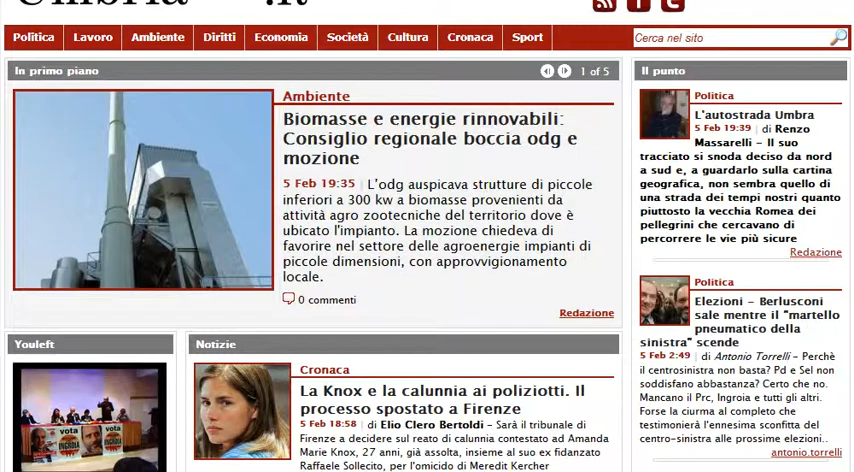 Politica Lavoro Ambiente Diritti Economia Società Cultura Cronaca Sport
Cerca nel sito
In primo piano
1 of 5
Ambiente
Biomasse e energie rinnovabili:
Consiglio regionale boccia odg e
mozione
5 Feb 19:35 | L'odg auspicava strutture di piccole
inferiori a 300 kw a biomasse provenienti da
attività agro zootecniche del territorio dove è
ubicato l'impianto. La mozione chiedeva di
favorire nel settore delle agroenergie impianti di
piccole dimensioni, con approvvigionamento
locale.
0 commenti
Redazione
Il punto
Politica
L'autostrada Umbra
5 Feb 19:39 | di Renzo
Massarelli - Il suo
tracciato si snoda deciso da nord
a sud e, a guardarlo sulla cartina
geografica, non sembra quello di
una strada dei tempi nostri quanto
piuttosto la vecchia Romea dei
pellegrini che cercavano di
percorrere le vie più sicure
Redazione
Politica
Elezioni - Berlusconi
sale mentre il "martello
pneumatico della
sinistra" scende
5 Feb 2:49 | di Antonio Torrelli - Perchè
il centrosinistra non basta? Pd e Sel non
soddisfano abbastanza? Certo che no.
Mancano il Prc, Ingroia e tutti gli altri.
Forse la ciurma al completo che
testimonierà l'ennesima sconfitta del
centro-sinistra alle prossime elezioni..
antonio.torrelli
Youleft
vota
INGROIA
vota
INGROIA
Notizie
Cronaca
La Knox e la calunnia ai poliziotti. Il
processo spostato a Firenze
5 Feb 18:58 | di Elio Clero Bertoldi - Sarà il tribunale di
Firenze a decidere sul reato di calunnia contestato ad Amanda
Marie Knox, 27 anni, già assolta, insieme al suo ex fidanzato
Raffaele Sollecito, per l'omicidio di Meredit Kercher